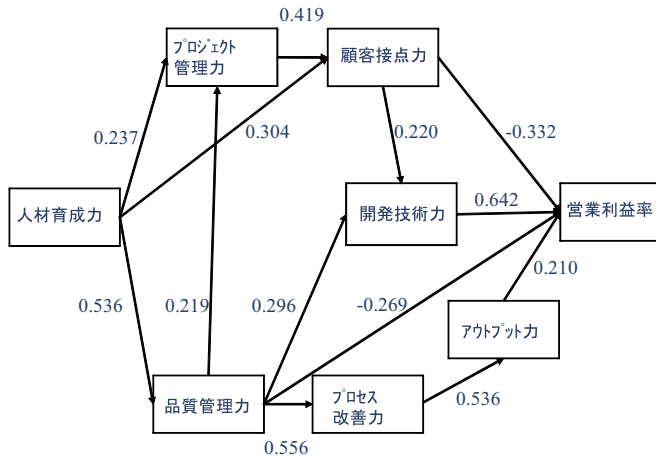 0.419
プロジェクト
管理力
顧客接点力
0.237
0.304
0.220
-0.332
人材育成力
開発技術力
0.642
営業利益率
0.536
0.219
0.296
-0.269
0.210
アウトプット力
品質管理力
プロセス
改善力
0.536
0.556